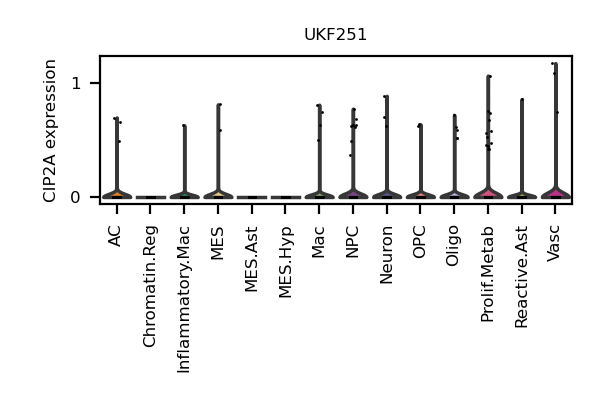 UKF251
CIP2A expression
1
0
AC
Chromatin.Reg
Inflammatory.Mac
MES
MES.Ast
MES.Hyp
Mac
NPC
Neuron
OPC
Oligo
Prolif.Metab
Reactive.Ast
Vasc